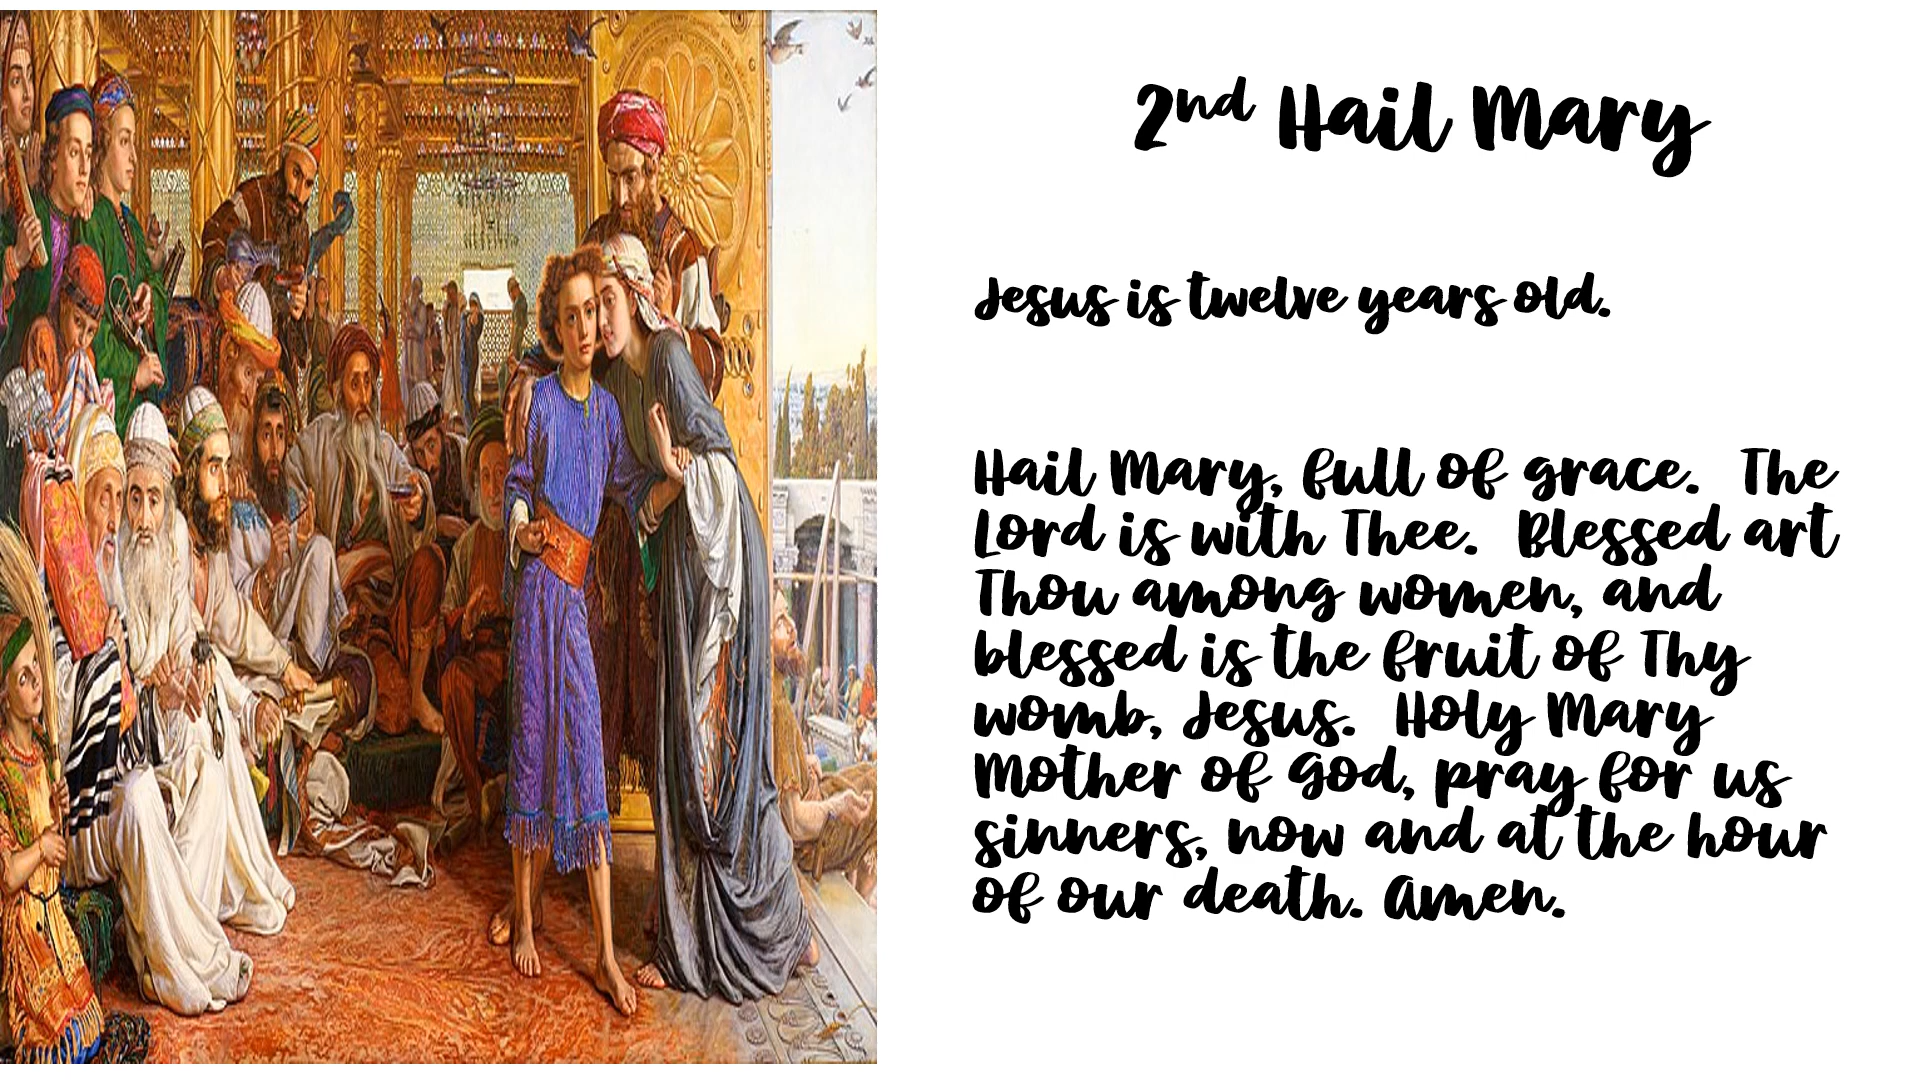 2nd Hail Mary
Jesus is twelve years old.
Hail Mary, full of grace.  The
Lord is with Thee.  Blessed art
Thou among women, and
blessed is the fruit of Thy
womb, Jesus.  Holy Mary
Mother of God, pray for us
sinners, now and at the hour
of our death. Amen.